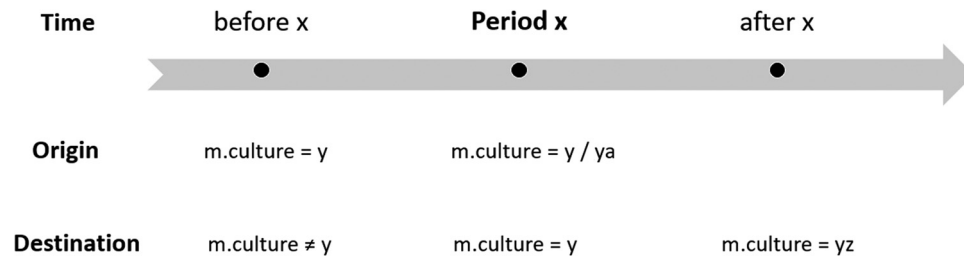 Time before x Period x after x
Origin m.culture = y m.culture = y / ya
Destination m.culture ≠ y m.culture = y m.culture = yz